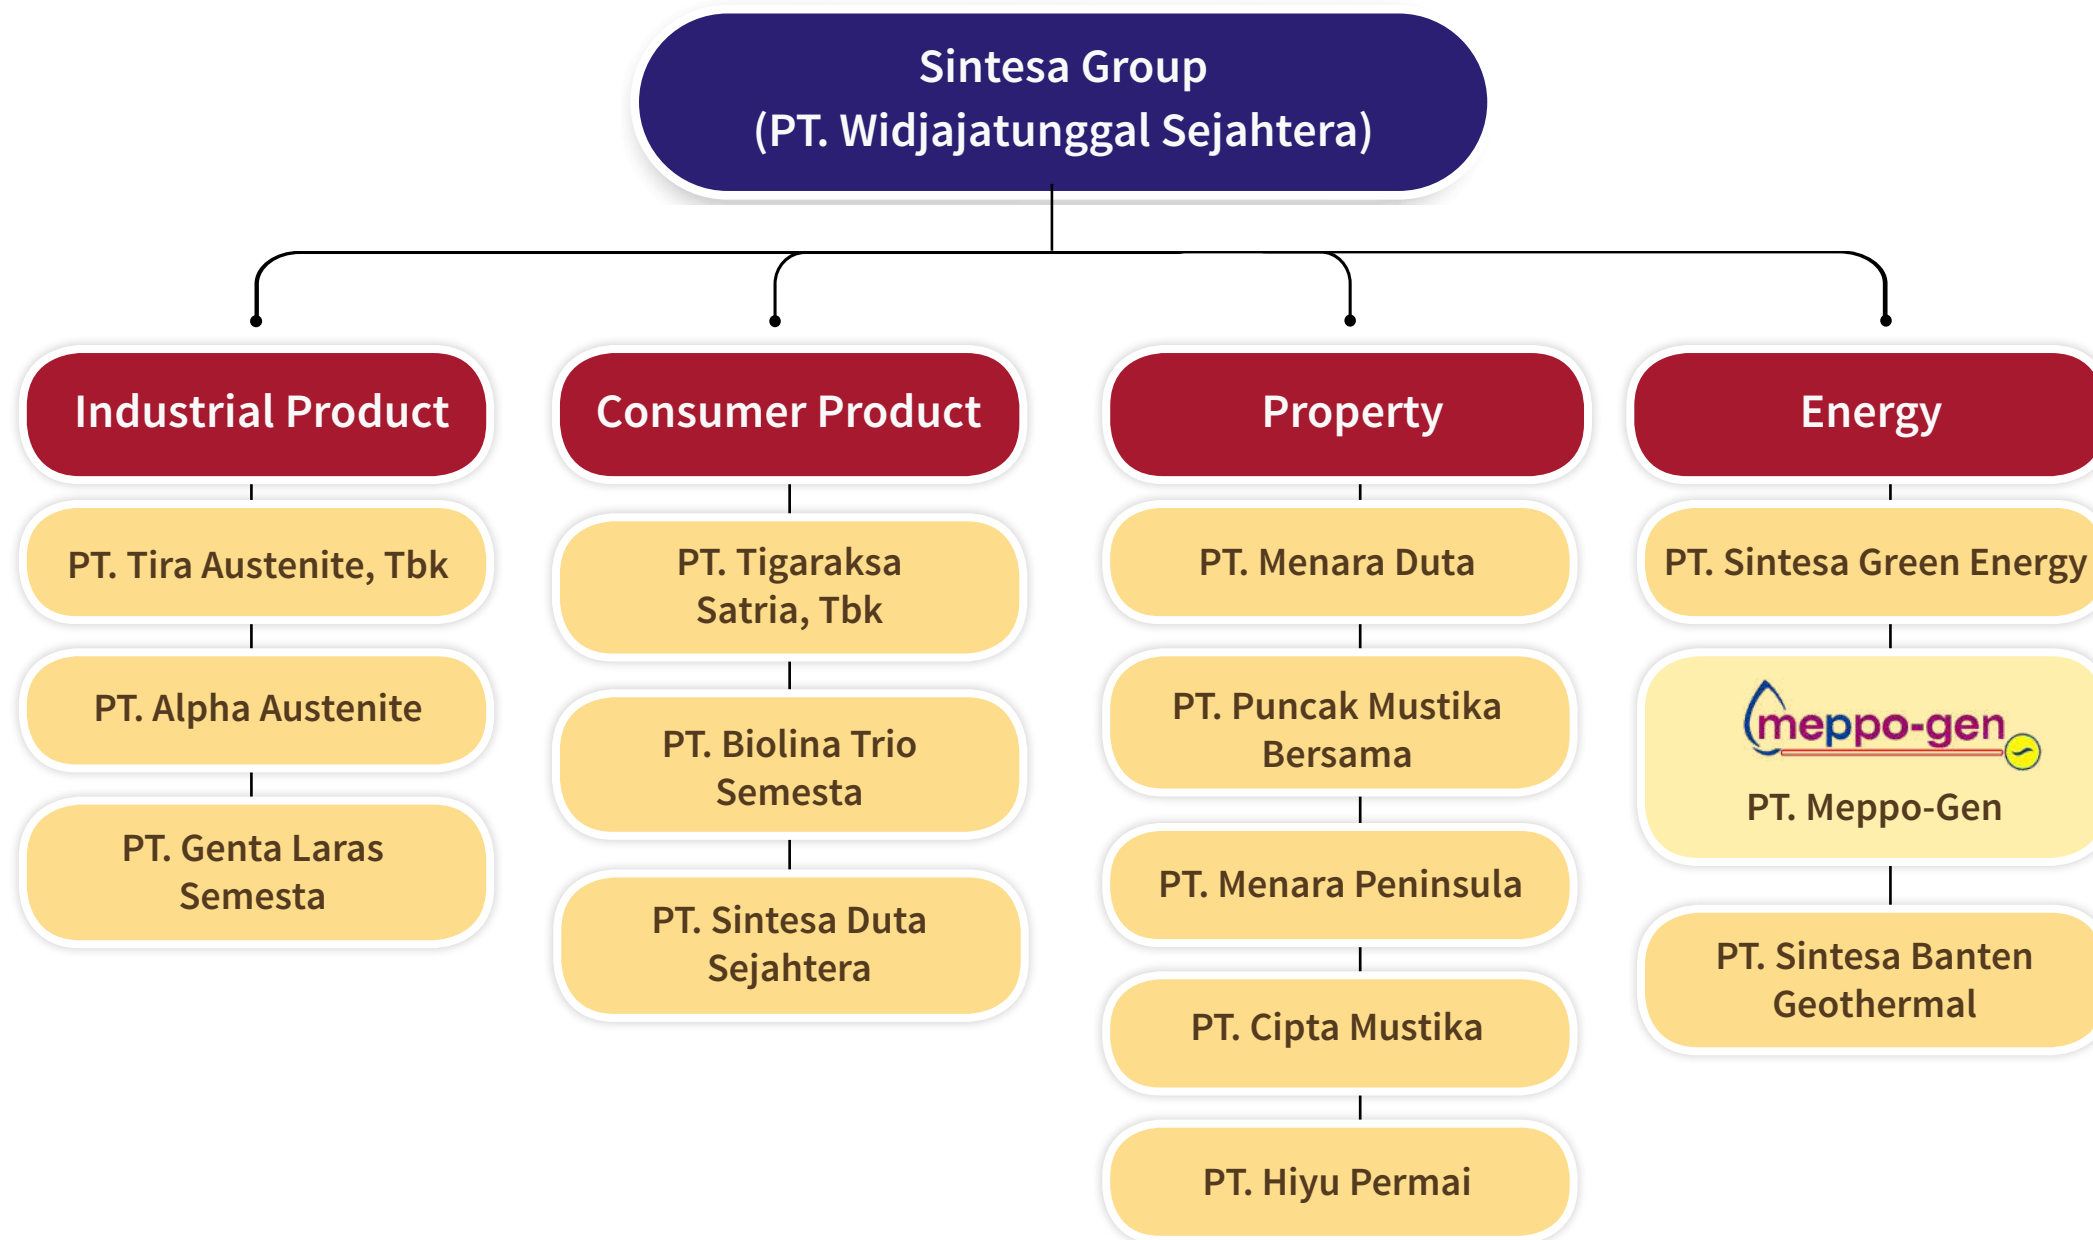 Sintesa Group
(PT. Widjajatunggal Sejahtera)
Industrial Product
PT. Tira Austenite, Tbk
PT. Alpha Austenite
PT. Genta Laras
Semesta
Consumer Product
PT. Tigaraksa
Satria, Tbk
PT. Biolina Trio
Semesta
PT. Sintesa Duta
Sejahtera
Property
PT. Menara Duta
PT. Puncak Mustika
Bersama
PT. Menara Peninsula
PT. Cipta Mustika
PT. Hiyu Permai
Energy
PT. Sintesa Green Energy
meppo-gen
PT. Meppo-Gen
PT. Sintesa Banten
Geothermal